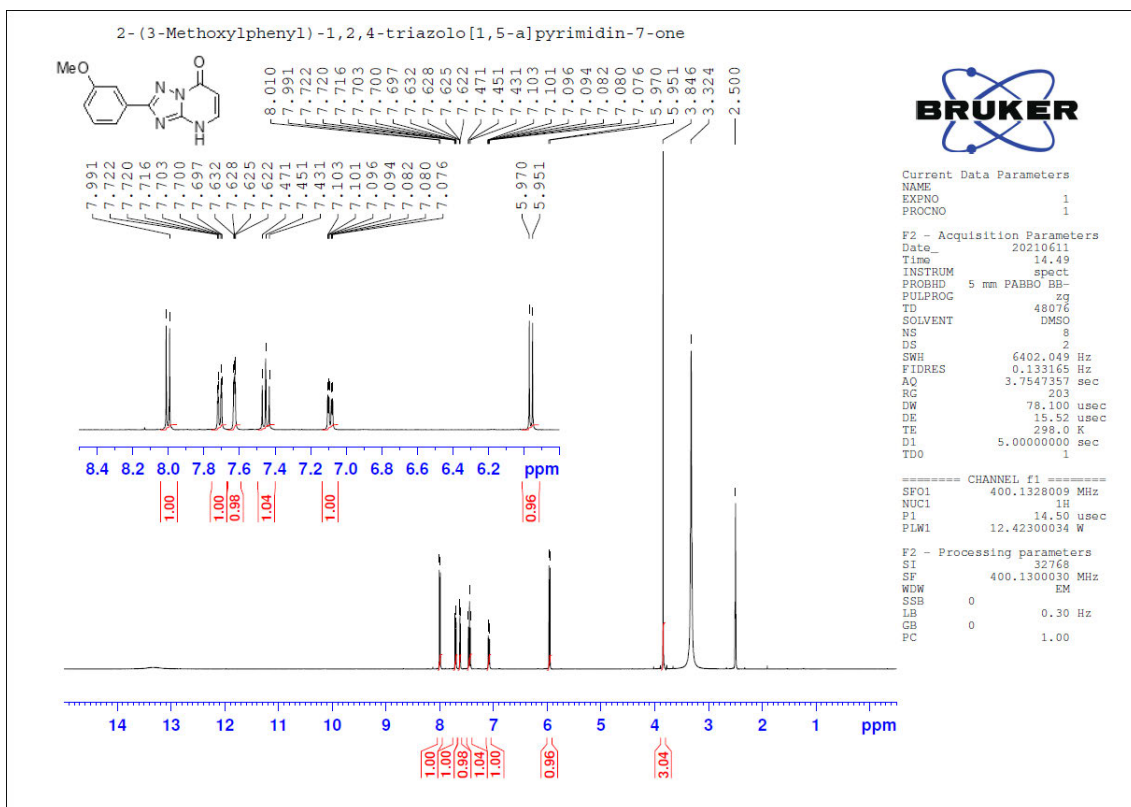 2-(3-Methoxylphenyl)-1,2,4-triazolo[1,5-a]pyrimidin-7-one
MeO
O
N
N
N
N
H
8.010
7.991
7.722
7.720
7.716
7.703
7.700
7.697
7.632
7.628
7.625
7.622
7.471
7.451
7.431
7.103
7.101
7.096
7.094
7.082
7.080
7.076
5.970
5.951
3.846
3.324
2.500
7.991
7.722
7.720
7.716
7.703
7.700
7.697
7.632
7.628
7.625
7.622
7.471
7.451
7.431
7.103
7.101
7.096
7.094
7.082
7.080
7.076
5.970
5.951
8.4 8.2 8.0 7.8 7.6 7.4 7.2 7.0 6.8 6.6 6.4 6.2 ppm
1.00 1.00 0.98 1.04 1.00 0.96
14 13 12 11 10 9 8 7 6 5 4 3 2 1 ppm
1.00 1.00 0.98 1.04 1.00 0.96 3.04
BRUKER
Current Data Parameters
NAME
EXPNO 1
PROCNO 1
F2 - Acquisition Parameters
Date_ 20210611
Time 14.49
INSTRUM spect
PROBHD 5 mm PABBO BB-
PULPROG zg
TD 48076
SOLVENT DMSO
NS 8
DS 2
SWH 6402.049 Hz
FIDRES 0.133165 Hz
AQ 3.7547357 sec
RG 203
DW 78.100 usec
DE 15.52 usec
TE 298.0 K
D1 5.00000000 sec
TD0 1
======== CHANNEL f1 ========
SFO1 400.1328009 MHz
NUC1 1H
P1 14.50 usec
PLW1 12.42300034 W
F2 - Processing parameters
SI 32768
SF 400.1300030 MHz
WDW EM
SSB 0
LB 0.30 Hz
GB 0
PC 1.00